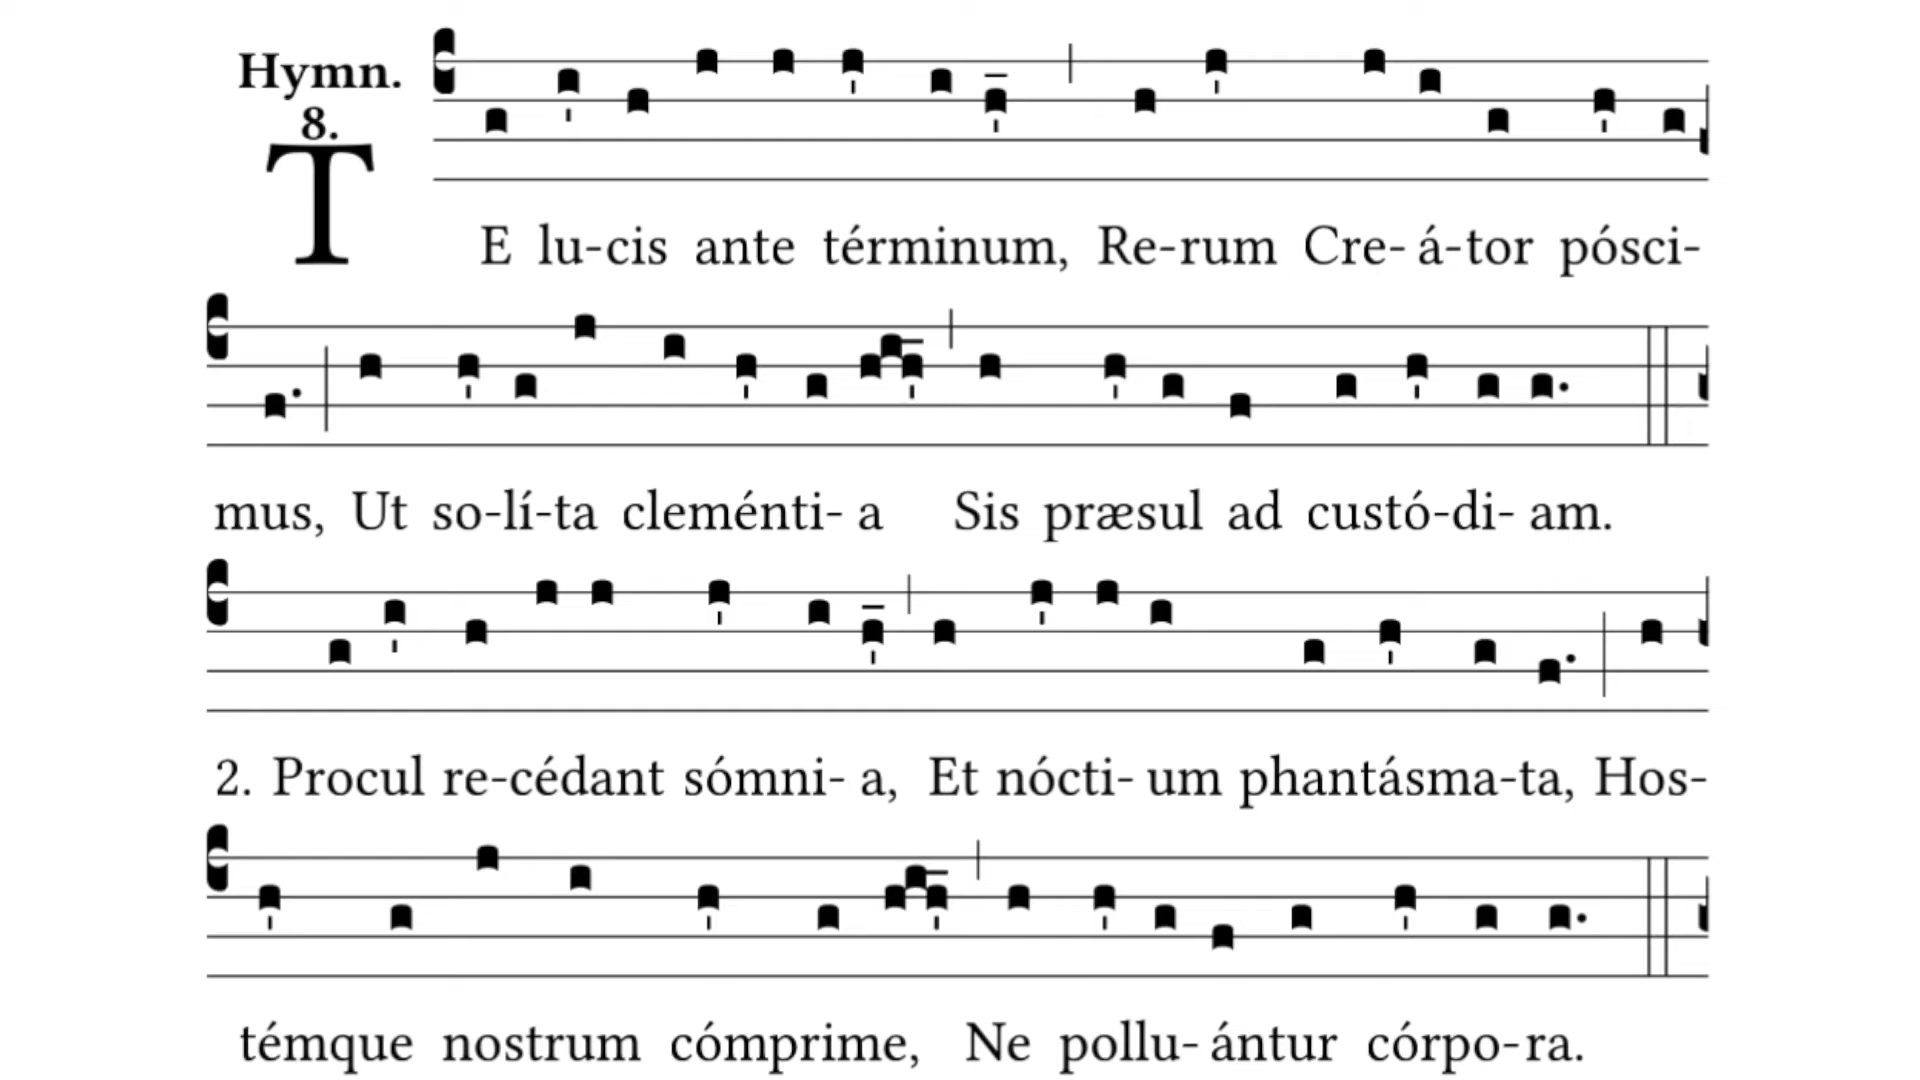 Hymn.
8.
TE lu-cis ante términum, Re-rum Cre-á-tor pósci-
mus, Ut so-lí-ta cleménti-a Sis præsul ad custó-di-am.
2. Procul re-cédant sómni-a, Et nócti-um phantásma-ta, Hos-
témque nostrum cómprime, Ne pollu-ántur córpo-ra.